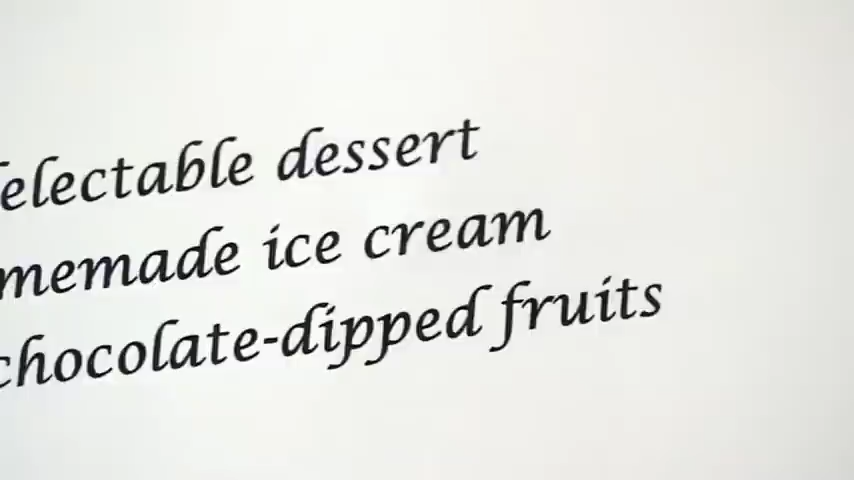 electable dessert
memade ice cream
chocolate-dipped fruits